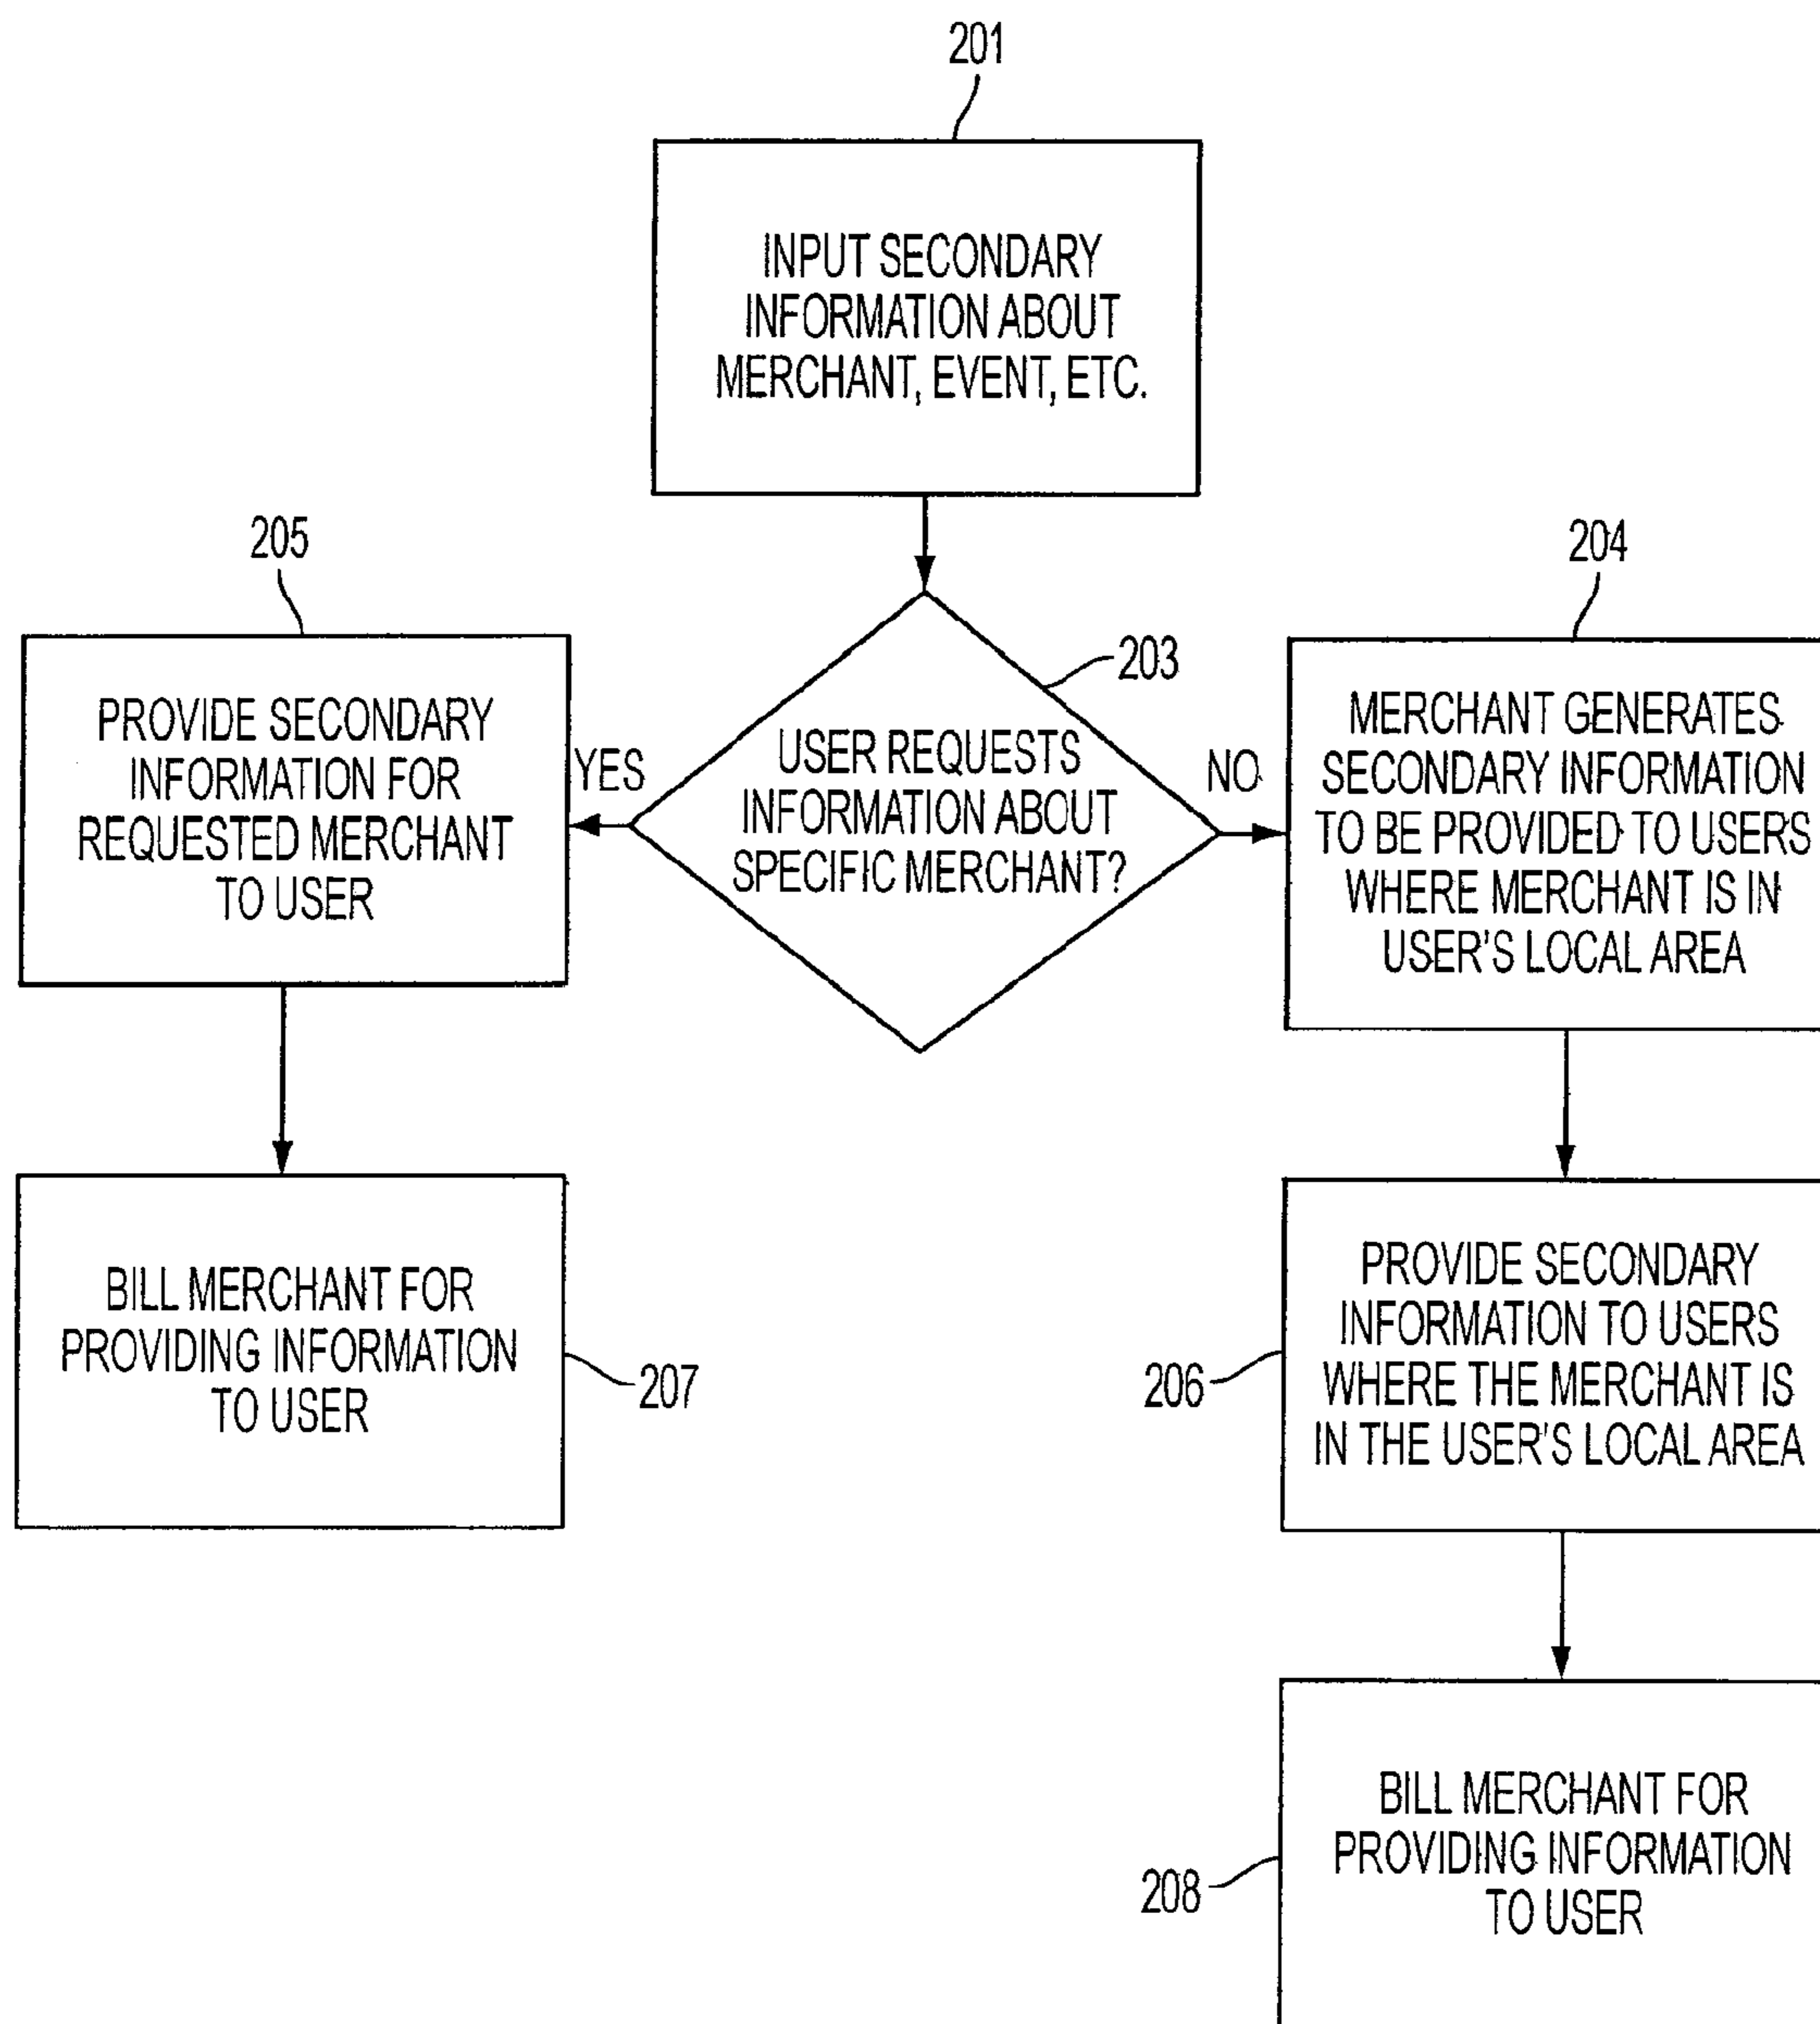 201
INPUT SECONDARY
INFORMATION ABOUT
MERCHANT, EVENT, ETC.
205
PROVIDE SECONDARY
INFORMATION FOR
REQUESTED MERCHANT
TO USER
YES
203
USER REQUESTS
INFORMATION ABOUT
SPECIFIC MERCHANT?
NO
204
MERCHANT GENERATES
SECONDARY INFORMATION
TO BE PROVIDED TO USERS
WHERE MERCHANT IS IN
USER'S LOCAL AREA
BILL MERCHANT FOR
PROVIDING INFORMATION
TO USER
207
206
PROVIDE SECONDARY
INFORMATION TO USERS
WHERE THE MERCHANT IS
IN THE USER'S LOCAL AREA
208
BILL MERCHANT FOR
PROVIDING INFORMATION
TO USER